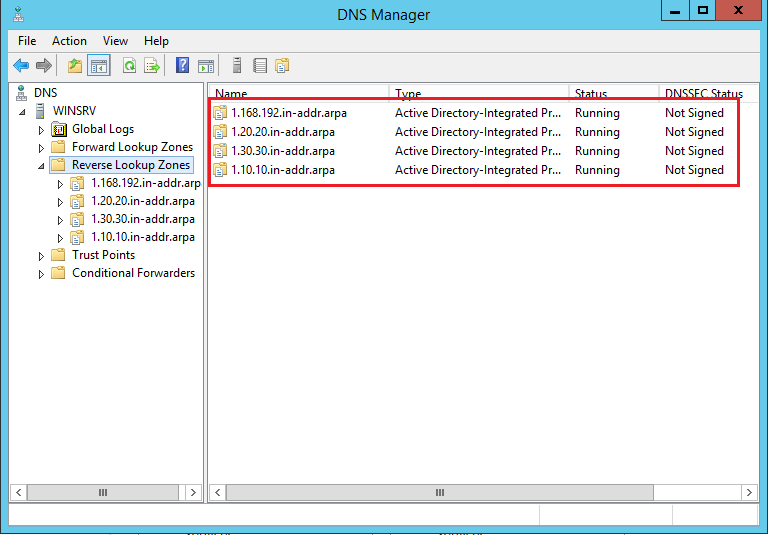 DNS Manager
File Action View Help
DNS
WINSRV
Global Logs
Forward Lookup Zones
Reverse Lookup Zones
1.168.192.in-addr.arp
1.20.20.in-addr.arpa
1.30.30.in-addr.arpa
1.10.10.in-addr.arpa
Trust Points
Conditional Forwarders
Name Type Status DNSSEC Status
1.168.192.in-addr.arpa Active Directory-Integrated Pr... Running Not Signed
1.20.20.in-addr.arpa Active Directory-Integrated Pr... Running Not Signed
1.30.30.in-addr.arpa Active Directory-Integrated Pr... Running Not Signed
1.10.10.in-addr.arpa Active Directory-Integrated Pr... Running Not Signed